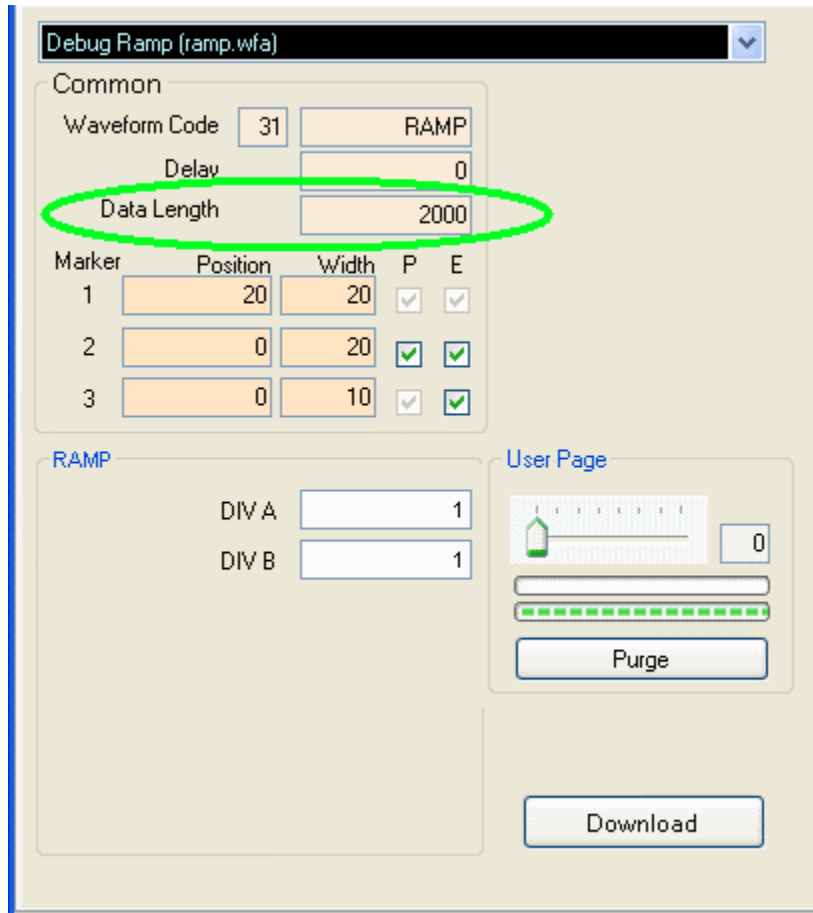 Debug Ramp (ramp.wfa)
Common
Waveform Code 31 RAMP
Delay 0
Data Length 2000
Marker Position Width P E
1 20 20
2 0 20
3 0 10
RAMP
DIV A 1
DIV B 1
User Page
0
Purge
Download